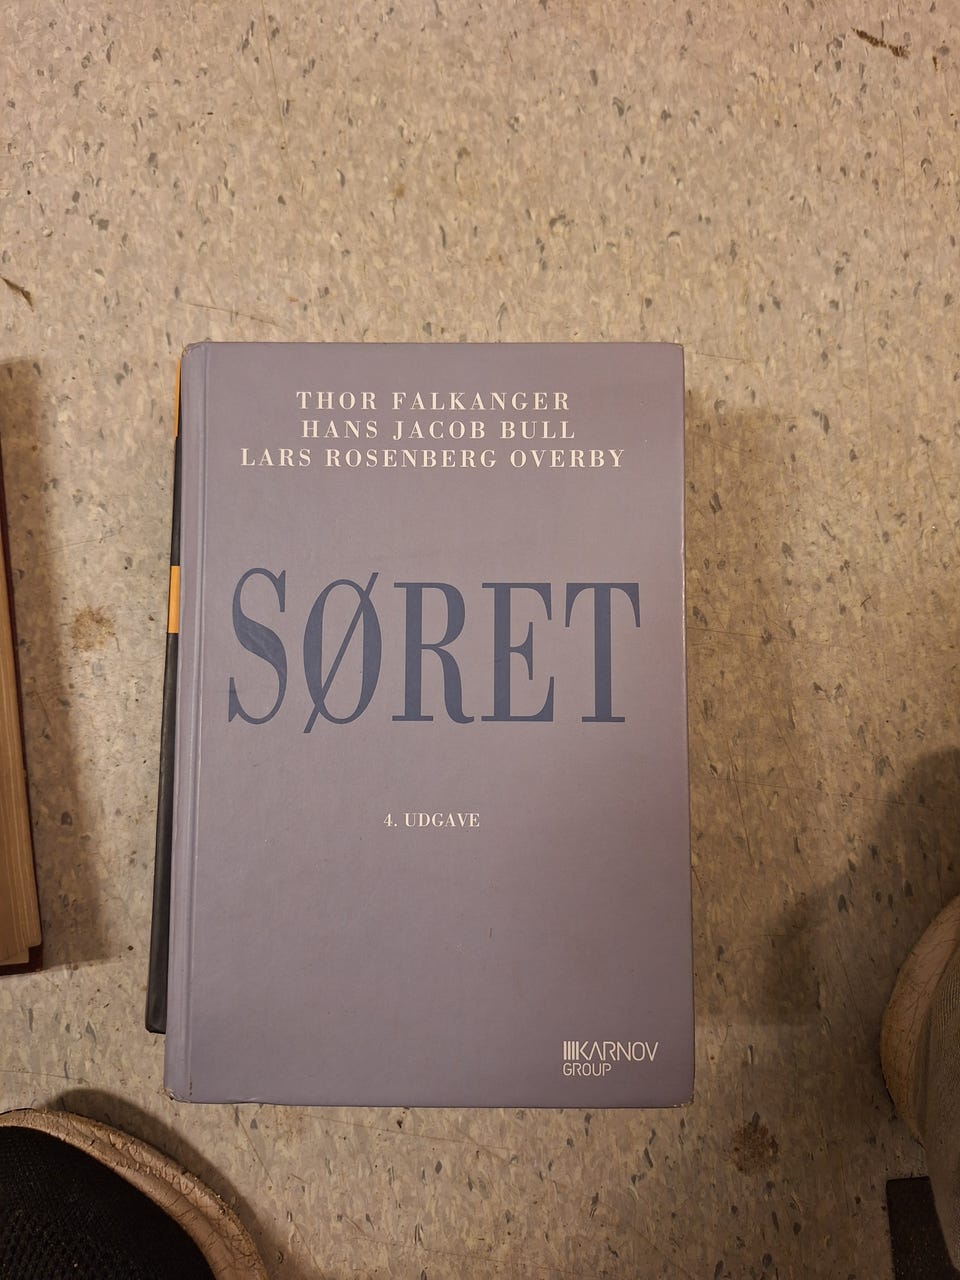 THOR FALKANGER
HANS JACOB BULL
LARS ROSENBERG OVERBY
SØRET
4. UDGAVE
KARNOV
GROUP